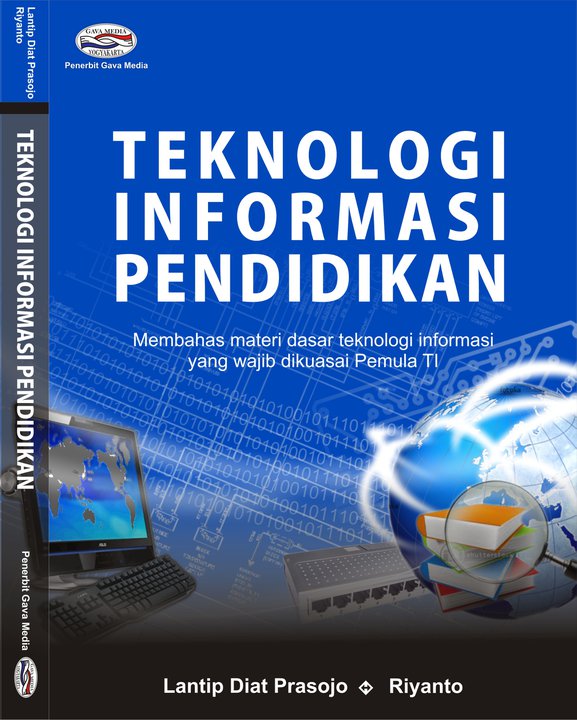 Lantip Diat Prasojo
Riyanto
TEKNOLOGI INFORMASI PENDIDIKAN
Penerbit Gava Media
GAVA MEDIA
YOGYAKARTA
Penerbit Gava Media
TEKNOLOGI
INFORMASI
PENDIDIKAN
Membahas materi dasar teknologi informasi
yang wajib dikuasai Pemula TI
Lantip Diat Prasojo Riyanto